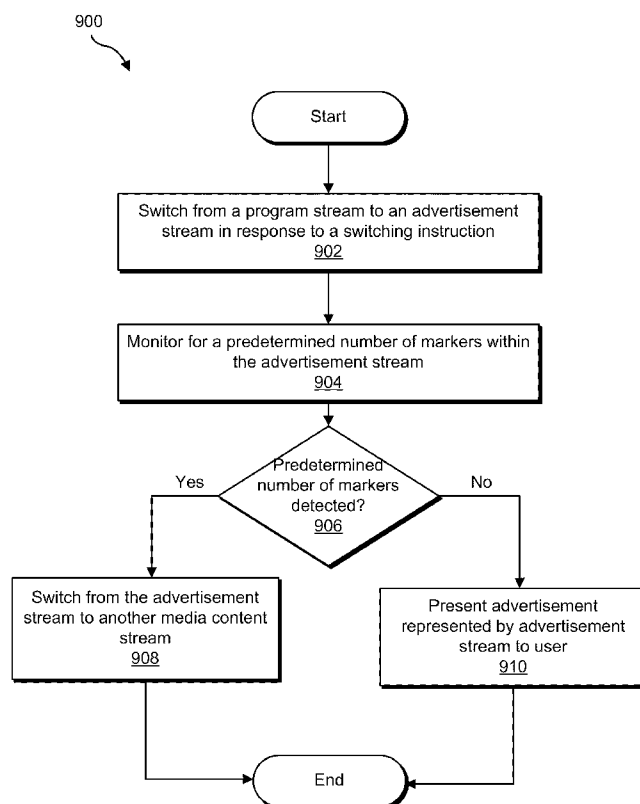 900
Start
Switch from a program stream to an advertisement
stream in response to a switching instruction
902
Monitor for a predetermined number of markers within
the advertisement stream
904
Predetermined
number of markers
detected?
906
Yes
No
Switch from the advertisement
stream to another media content
stream
908
Present advertisement
represented by advertisement
stream to user
910
End